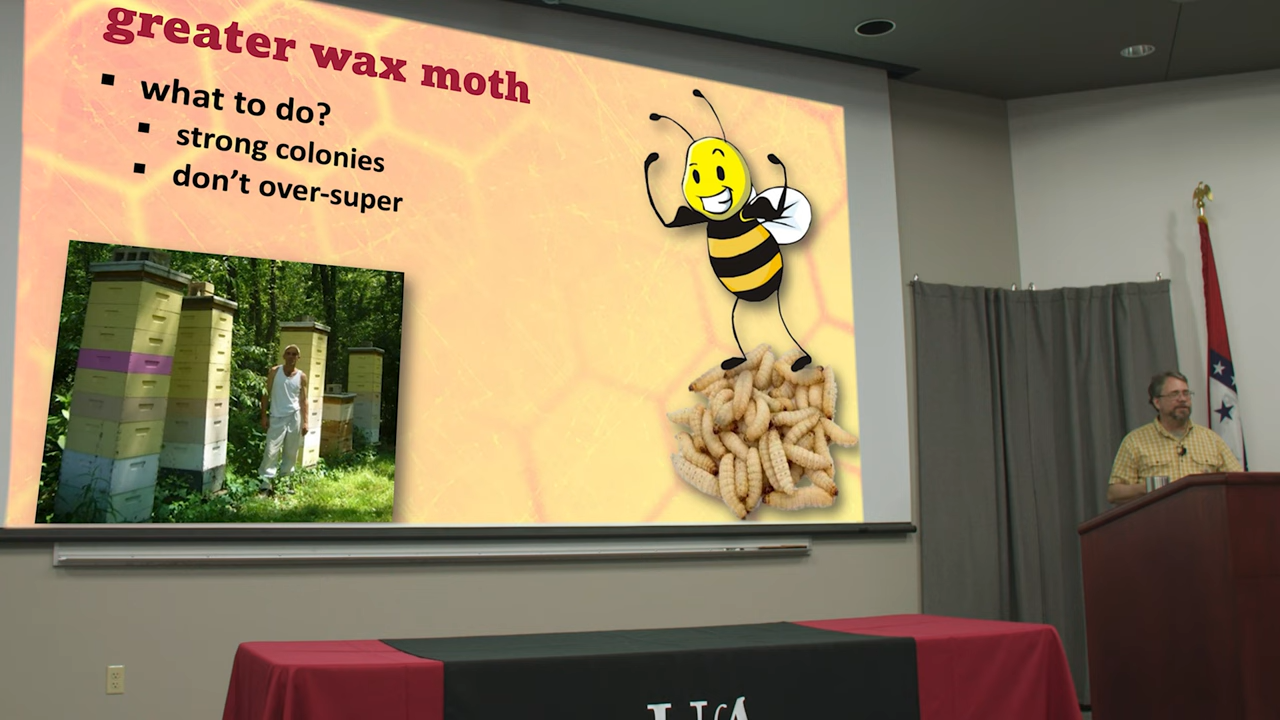 greater wax moth
what to do?
strong colonies
don't over-super